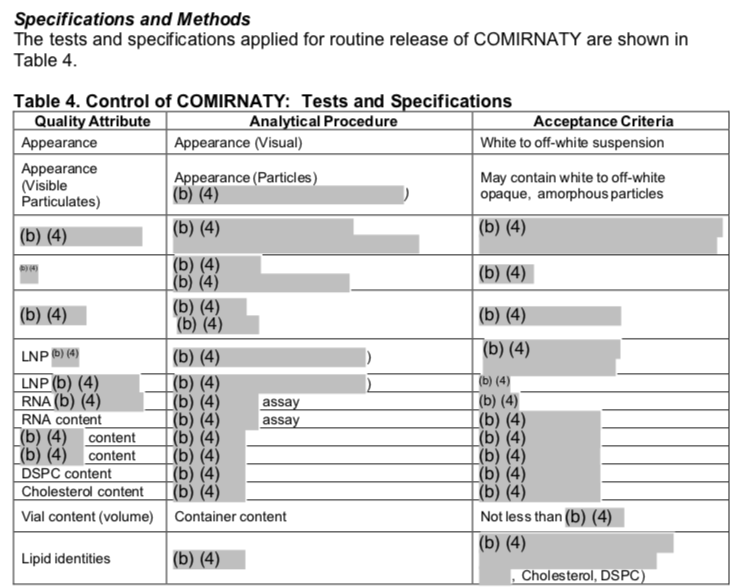 Specifications and Methods
The tests and specifications applied for routine release of COMIRNATY are shown in
Table 4.
Table 4. Control of COMIRNATY: Tests and Specifications
Quality Attribute Analytical Procedure Acceptance Criteria
Appearance Appearance (Visual) White to off-white suspension
Appearance
(Visible
Particulates)
Appearance (Particles)
(b) (4) )
May contain white to off-white
opaque, amorphous particles
(b) (4) (b) (4) (b) (4)
(b) (4)
(b) (4)
(b) (4)
(b) (4)
(b) (4)
(b) (4)
(b) (4)
(b) (4)
LNP (b) (4) (b) (4) ) (b) (4)
LNP (b) (4) (b) (4) ) (b) (4)
RNA (b) (4) (b) (4) assay (b) (4)
RNA content (b) (4) assay (b) (4)
(b) (4) content (b) (4) (b) (4)
(b) (4) content (b) (4) (b) (4)
DSPC content (b) (4) (b) (4)
Cholesterol content (b) (4) (b) (4)
Vial content (volume) Container content Not less than (b) (4)
Lipid identities (b) (4) (b) (4)
, Cholesterol, DSPC)